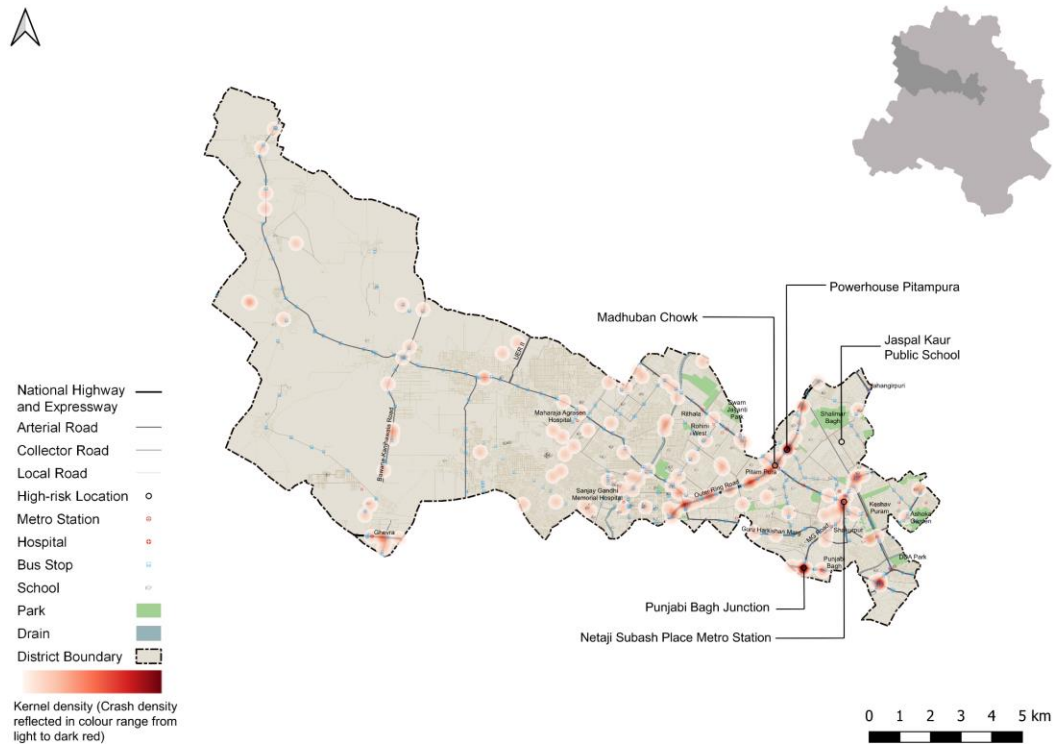 Powerhouse Pitampura
Madhuban Chowk
Jaspal Kaur
Public School
Jahangirpuri
UER II
Swarn
Jayanti
Park
Shalimar
Bagh
Maharaja Agrasen
Hospital
Rithala
Rohini
West
Bawana-Kanjhawala Road
Pitam Pura
Sanjay Gandhi
Memorial Hospital
Outer Ring Road
Keshav
Puram
Ashoka
Garden
Ghevra
Guru Harkishan Marg
MG Road
Shakurpur
DDA Park
Punjabi
Bagh
Punjabi Bagh Junction
Netaji Subash Place Metro Station
National Highway
and Expressway
Arterial Road
Collector Road
Local Road
High-risk Location
Metro Station
Hospital
Bus Stop
School
Park
Drain
District Boundary
Kernel density (Crash density
reflected in colour range from
light to dark red)
0 1 2 3 4 5 km